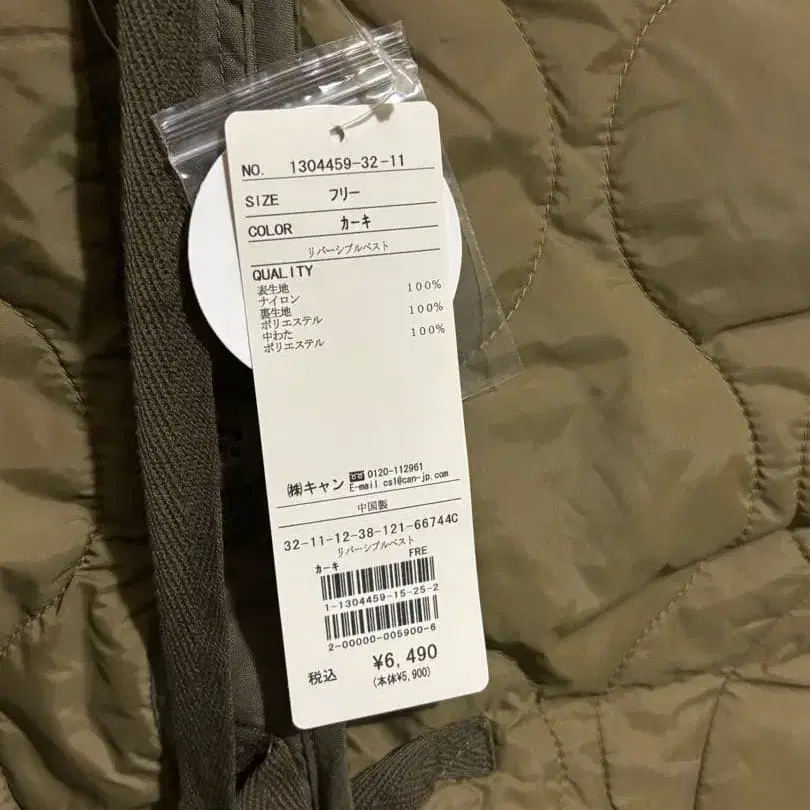 NO. 1304459-32-11
SIZE フリー
COLOR カーキ
リバーシブルベスト
QUALITY
表生地
ナイロン 100%
裏生地
ポリエステル 100%
中わた
ポリエステル 100%
㈱キャン 0120-112961
E-mail cs1@can-jp.com
中国製
32-11-12-38-121-66744C
リバーシブルベスト
カーキ FRE
1-1304459-15-25-2
2-00000-005900-6
税込 ¥6,490
(本体¥5,900)